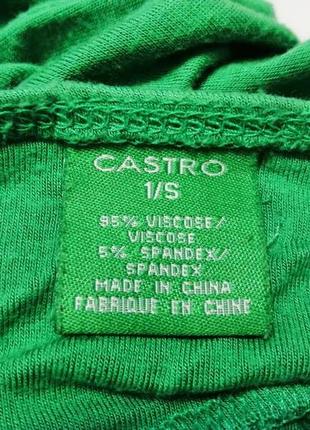 CASTRO
1/S
95% VISCOSE/
VISCOSE
5% SPANDEX/
SPANDEX
MADE IN CHINA
FABRIQUE EN CHINE